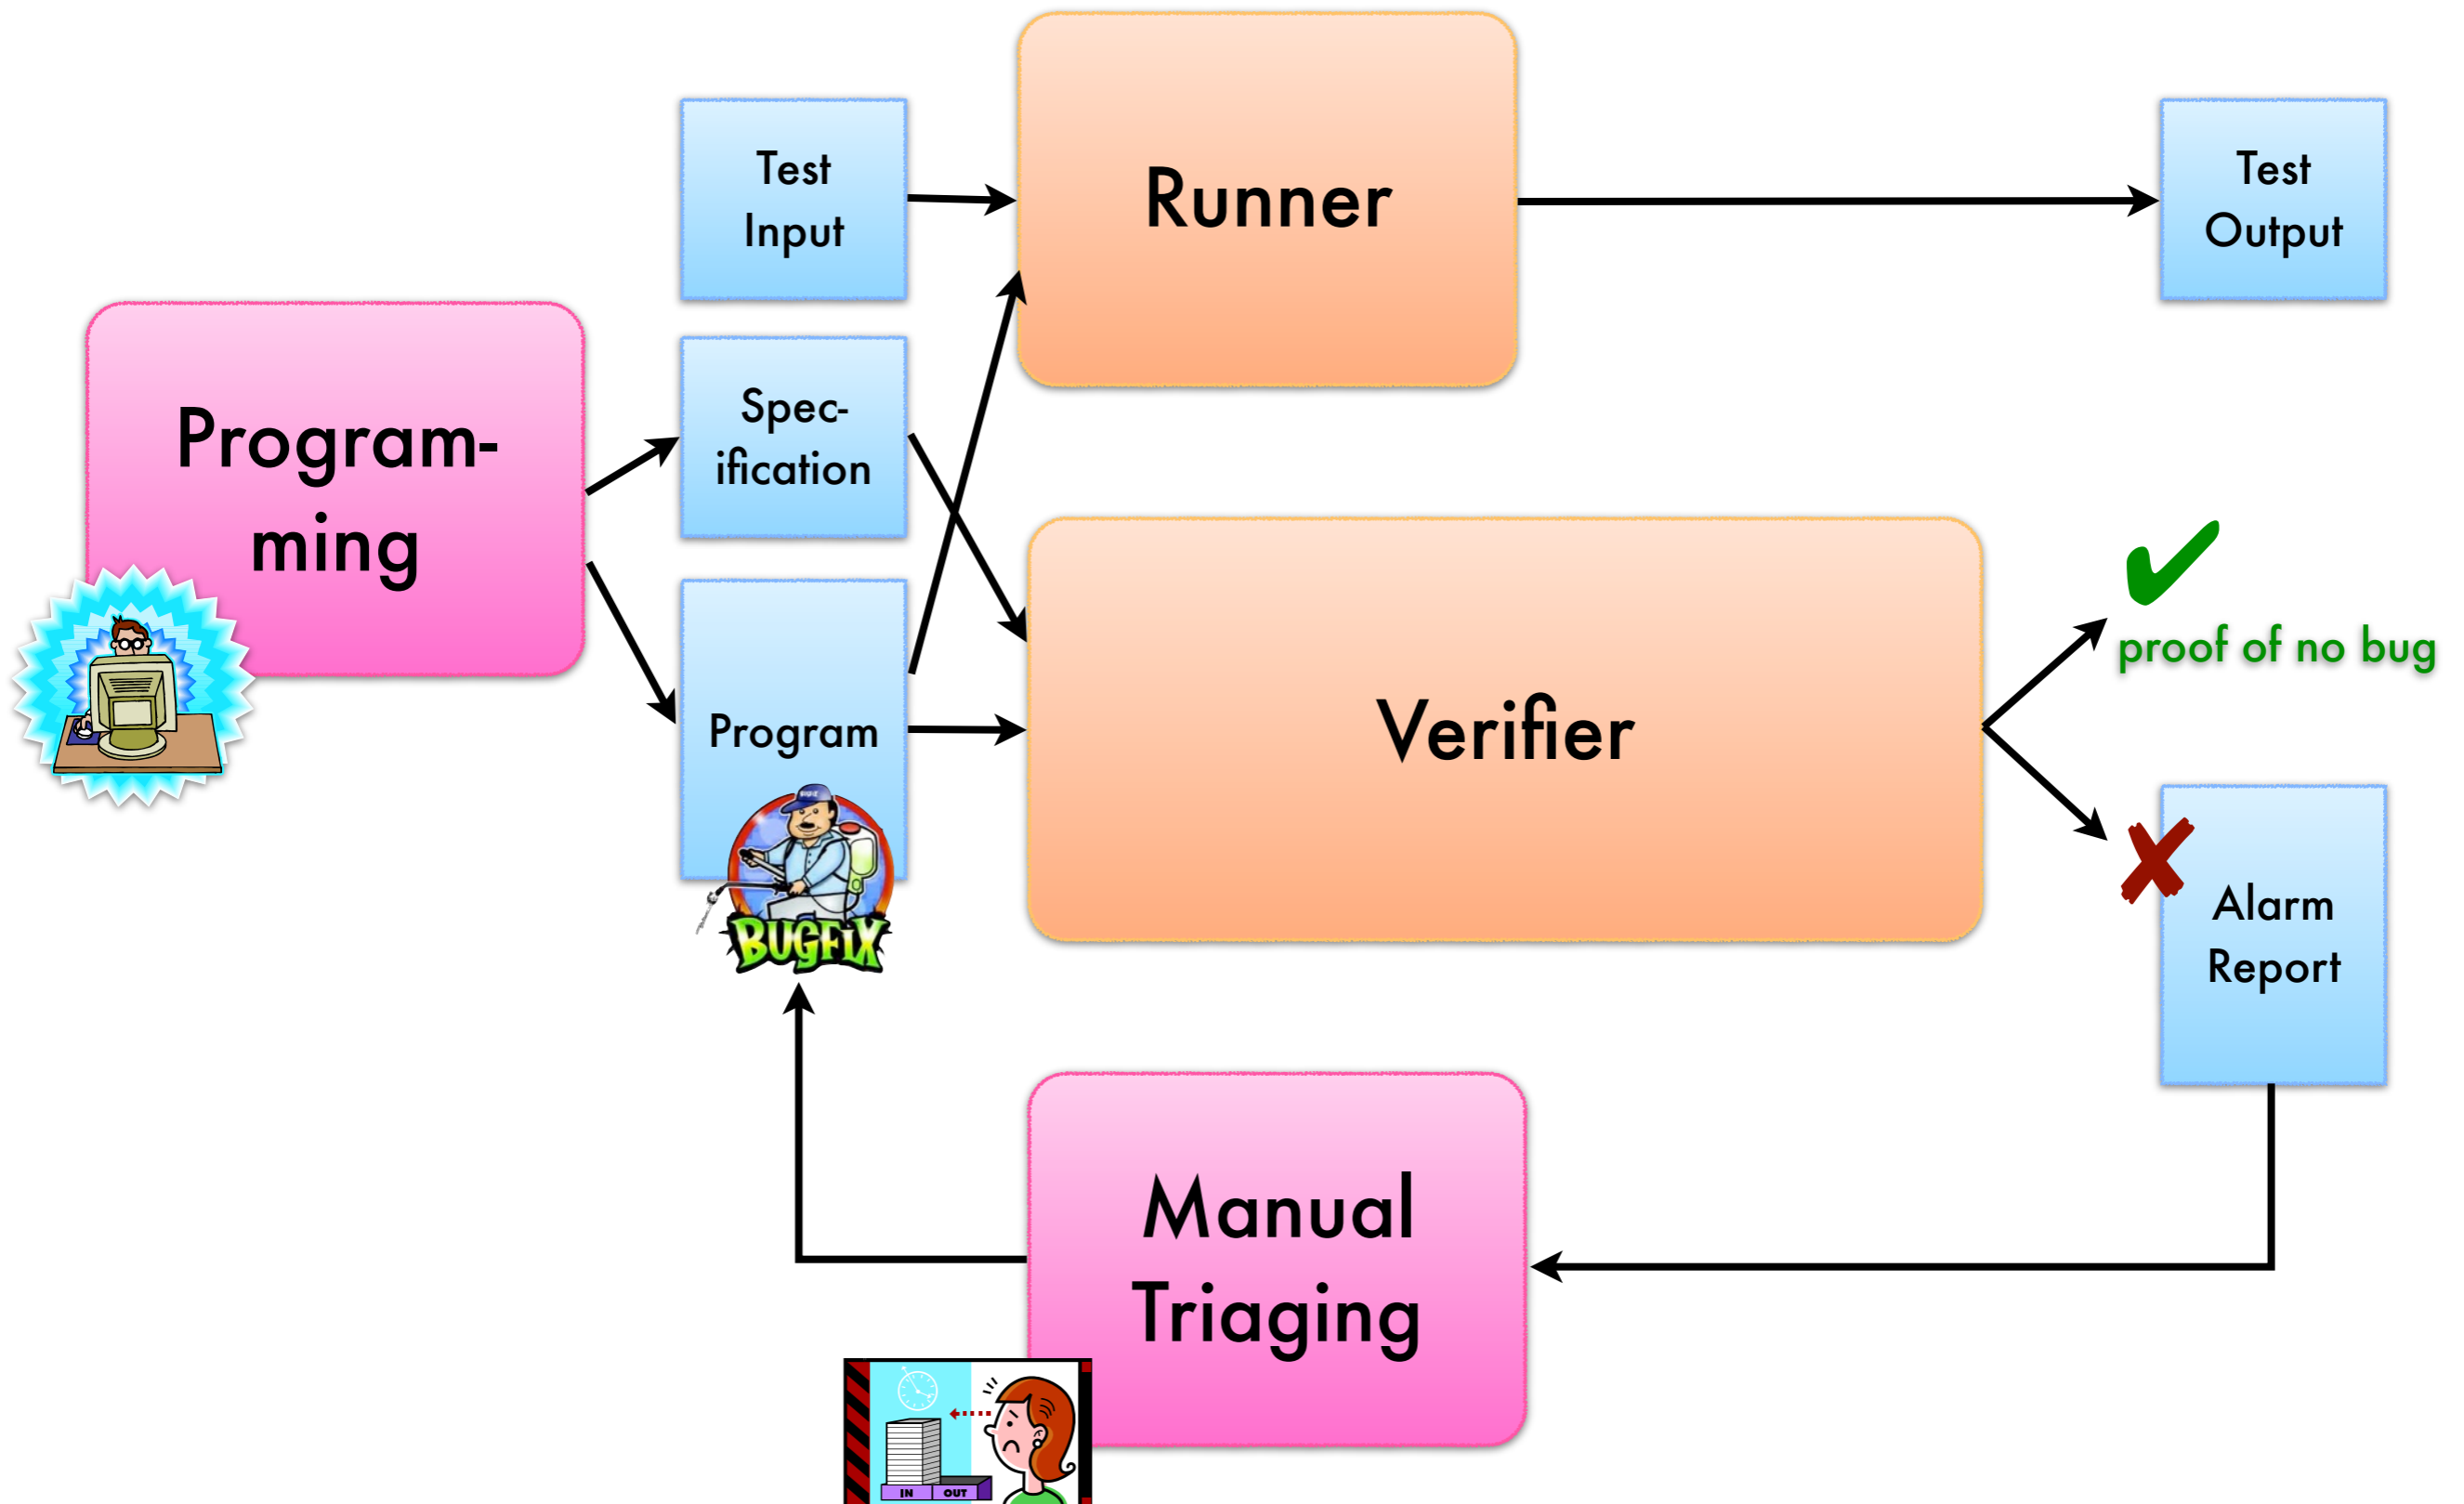 Test
Input
Runner
Test
Output
Program-
ming
Spec-
ification
Program
BUGFIX
BUGFIX
Verifier
proof of no bug
Alarm
Report
Manual
Triaging
IN
OUT